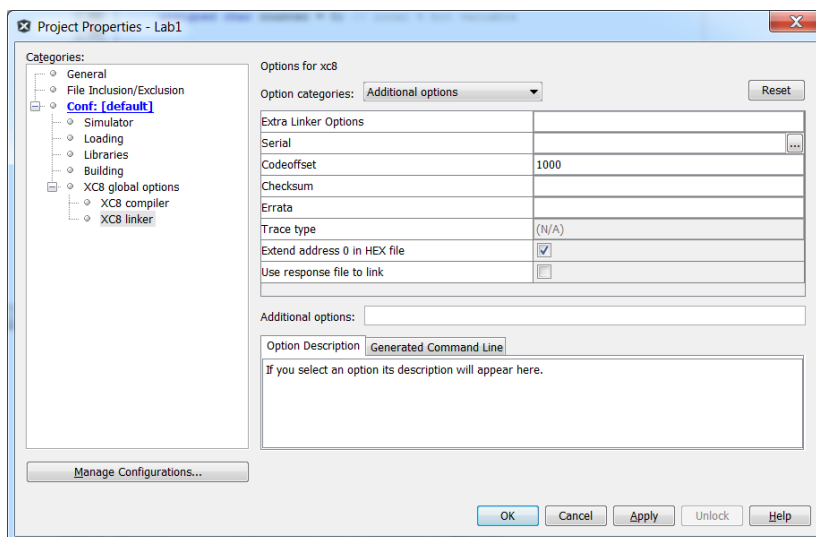 Project Properties - Lab1
Categories:
General
File Inclusion/Exclusion
Conf: [default]
Simulator
Loading
Libraries
Building
XC8 global options
XC8 compiler
XC8 linker
Manage Configurations...
Options for xc8
Option categories: Additional options Reset
Extra Linker Options
Serial ...
Codeoffset 1000
Checksum
Errata
Trace type (N/A)
Extend address 0 in HEX file
Use response file to link
Additional options:
Option Description Generated Command Line
If you select an option its description will appear here.
OK Cancel Apply Unlock Help